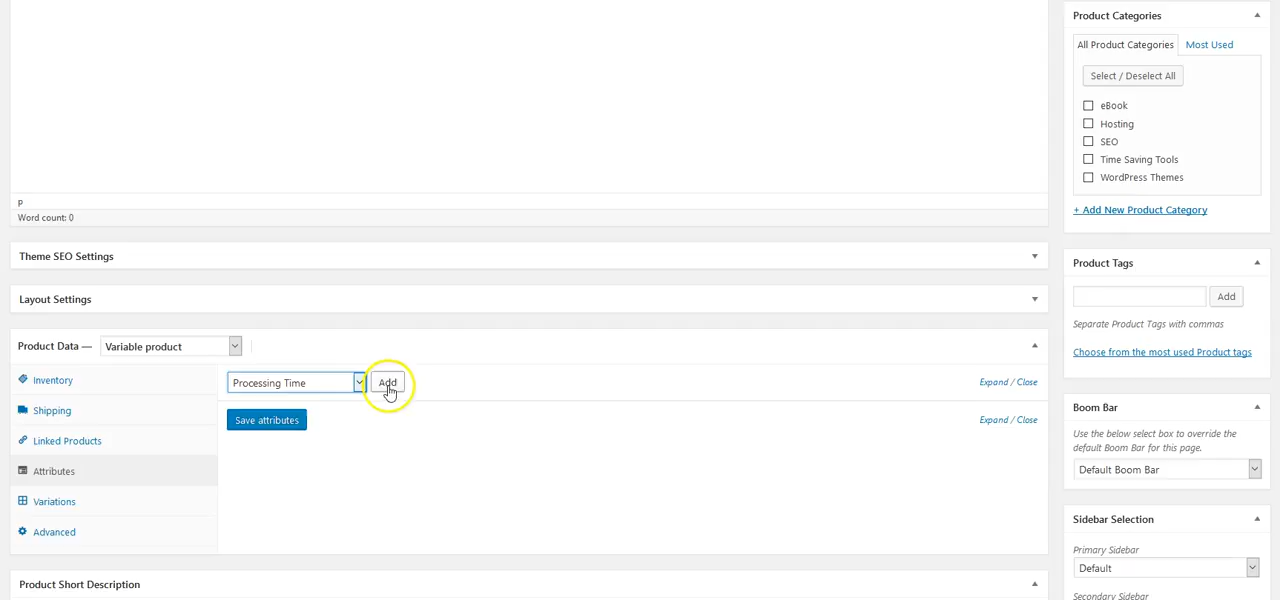 p
Word count: 0
Theme SEO Settings
Layout Settings
Product Data —
Variable product
Inventory
Shipping
Linked Products
Attributes
Variations
Advanced
Processing Time
Add
Expand / Close
Save attributes
Expand / Close
Product Short Description
Product Categories
All Product Categories
Most Used
Select / Deselect All
eBook
Hosting
SEO
Time Saving Tools
WordPress Themes
+ Add New Product Category
Product Tags
Add
Separate Product Tags with commas
Choose from the most used Product tags
Boom Bar
Use the below select box to override the
default Boom Bar for this page.
Default Boom Bar
Sidebar Selection
Primary Sidebar
Default
Secondary Sidebar